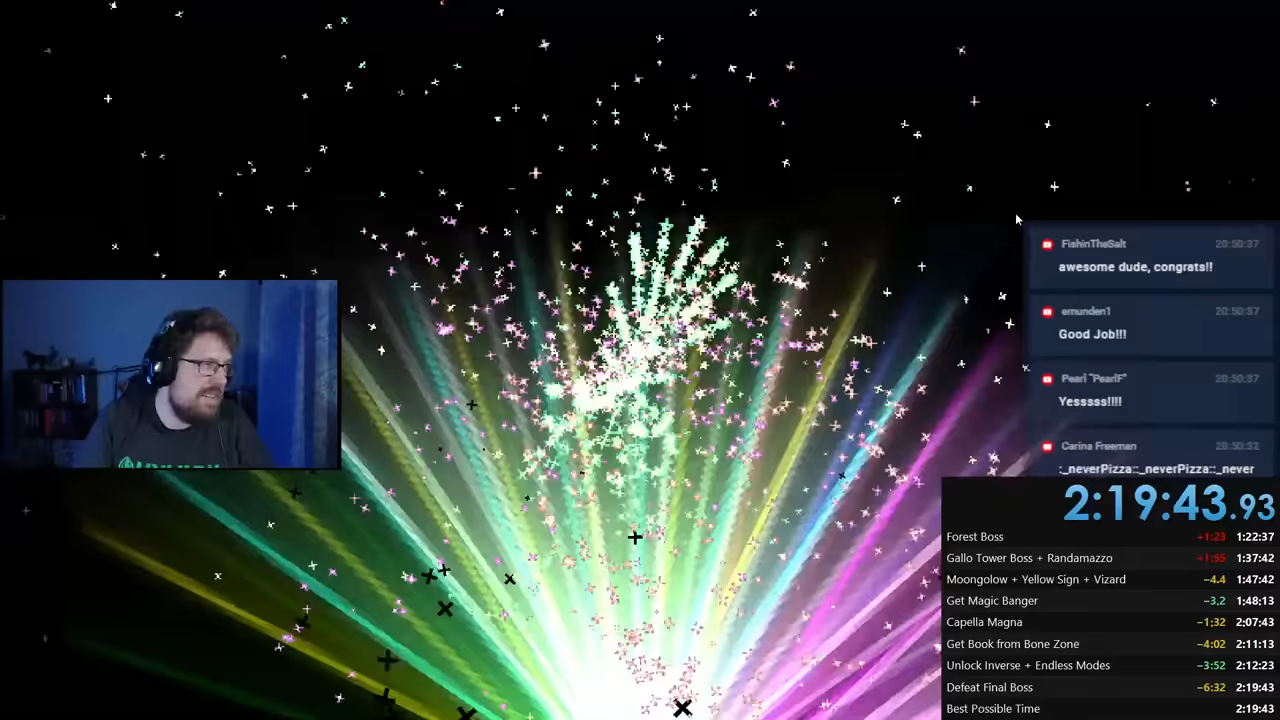 FishinTheSalt 20:50:37
awesome dude, congrats!!
emunden1 20:50:37
Good Job!!!
Pearl "PearlF" 20:50:37
Yesssss!!!!
Carina Freeman 20:50:32
:_neverPizza::_neverPizza::_never
2:19:43.93
Forest Boss +1:23 1:22:37
Gallo Tower Boss + Randamazzo +1:55 1:37:42
Moongolow + Yellow Sign + Vizard −4.4 1:47:42
Get Magic Banger −3.2 1:48:13
Capella Magna −1:32 2:07:43
Get Book from Bone Zone −4:02 2:11:13
Unlock Inverse + Endless Modes −3:52 2:12:23
Defeat Final Boss −6:32 2:19:43
Best Possible Time 2:19:43